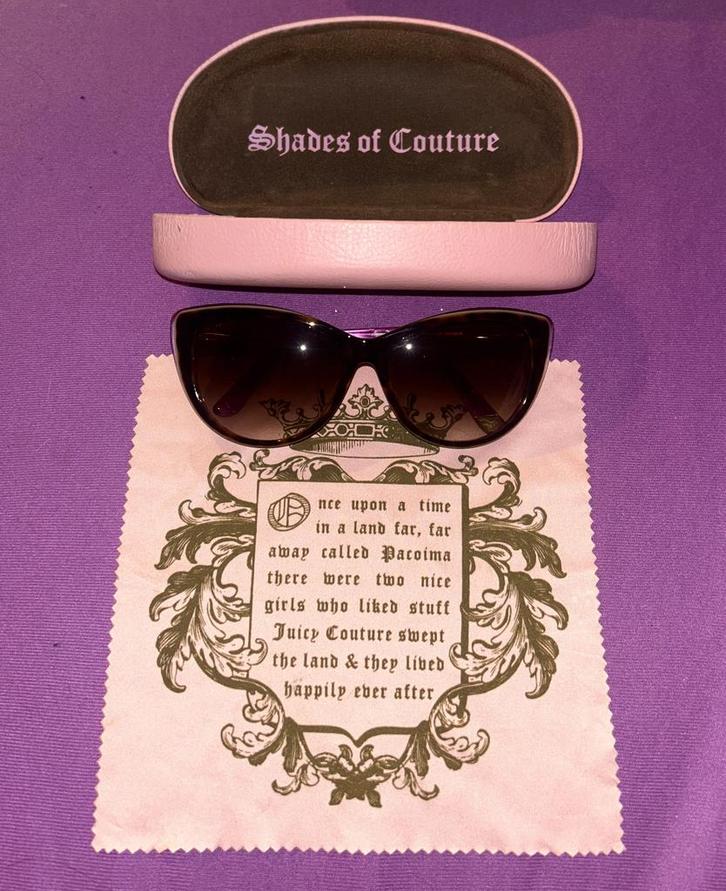 Shades of Couture
Once upon a time
in a land far, far
away called Pacoima
there were two nice
girls who liked stuff
Juicy Couture swept
the land & they lived
happily ever after